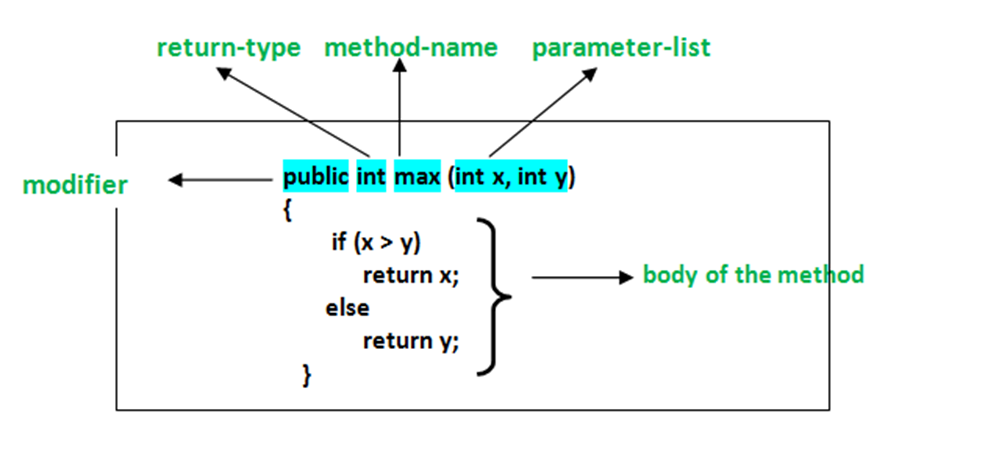 return-type method-name parameter-list
modifier
public int max (int x, int y)
{
if (x > y)
return x;
else
return y;
}
body of the method